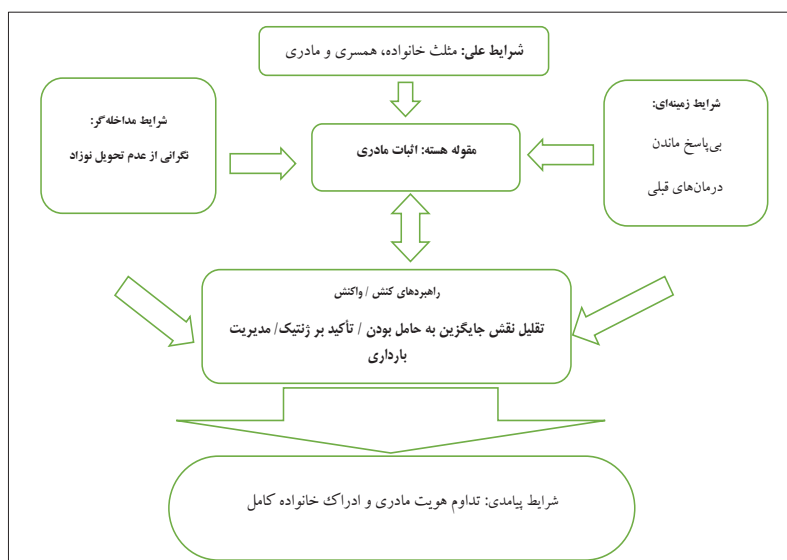 شرایط علی: مثلث خانواده، همسری و مادری
شرایط زمینه‌ای:
بی‌پاسخ ماندن
درمان‌های قبلی
مقوله هسته: اثبات مادری
شرایط مداخله‌گر:
نگرانی از عدم تحویل نوزاد
راهبردهای کنش / واکنش
تقلیل نقش جایگزین به حامل بودن / تأکید بر ژنتیک/ مدیریت
بارداری
شرایط پیامدی: تداوم هویت مادری و ادراک خانواده کامل